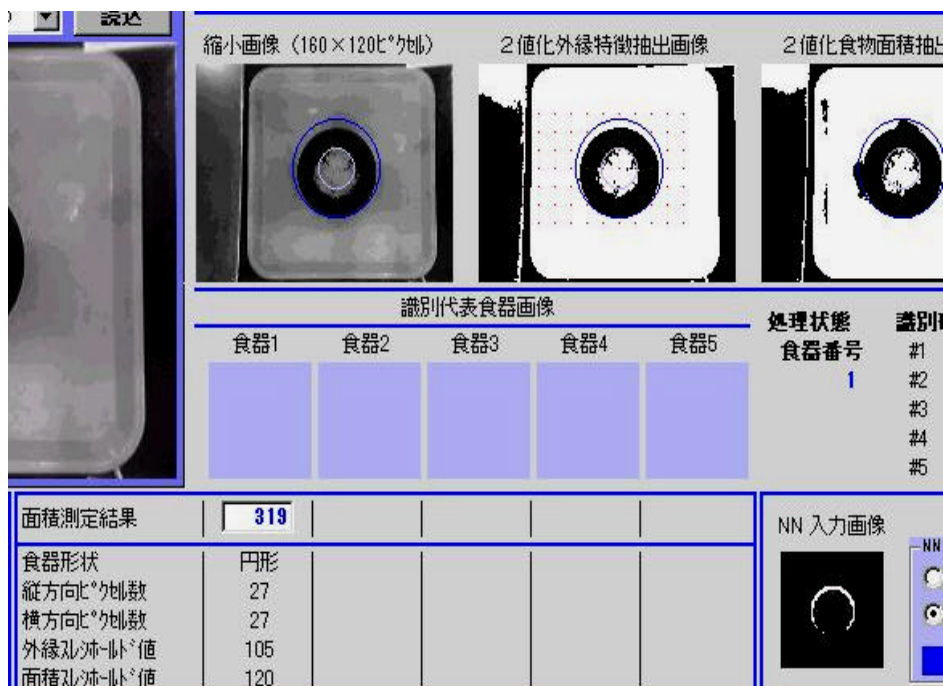 読込
縮小画像（160×120ﾋﾟｸｾﾙ）
２値化外縁特徴抽出画像
２値化食物面積抽出
識別代表食器画像
食器1
食器2
食器3
食器4
食器5
処理状態
食器番号
1
識別
#1
#2
#3
#4
#5
面積測定結果 319
食器形状 円形
縦方向ﾋﾟｸｾﾙ数 27
横方向ﾋﾟｸｾﾙ数 27
外縁ｽﾚｼﾎｰﾙﾄﾞ値 105
面積ｽﾚｼﾎｰﾙﾄﾞ値 120
NN 入力画像
NN